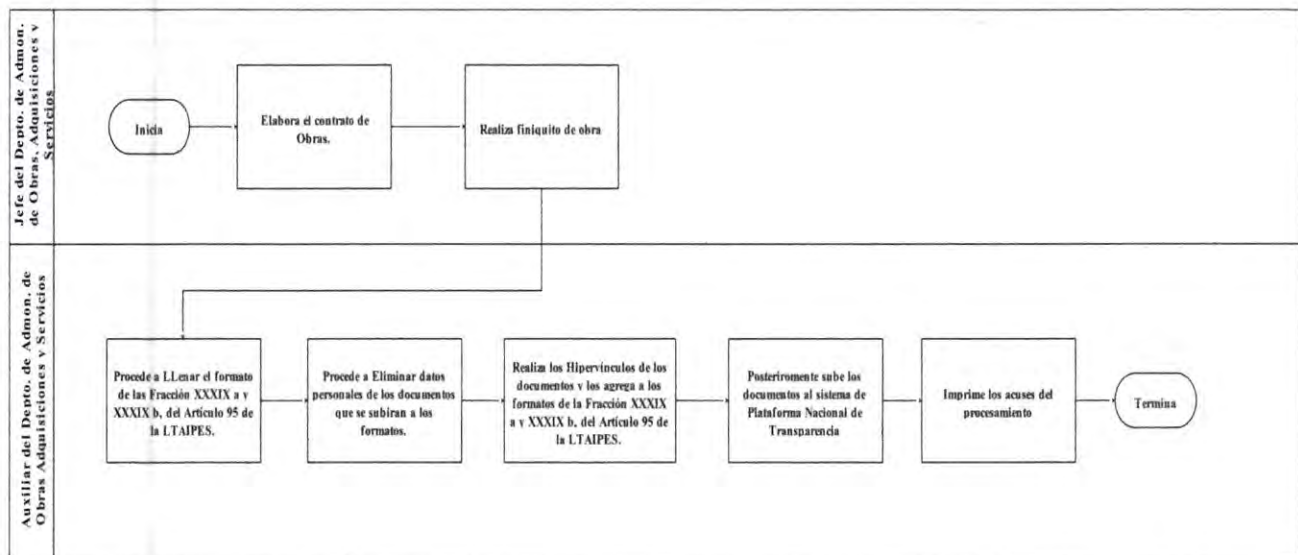 Jefe del Depto. de Admon.
de Obras, Adquisiciones y
Servicios
Inicia
Elabora el contrato de
Obras.
Realiza finiquito de obra
Auxiliar del Depto. de Admon. de
Obras Adquisiciones y Servicios
Procede a LLenar el formato
de las Fracción XXXIX a y
XXXIX b, del Artículo 95 de
la LTAIPES.
Procede a Eliminar datos
personales de los documentos
que se subiran a los
formatos.
Realiza los Hipervínculos de los
documentos y los agrega a los
formatos de la Fracción XXXIX
a y XXXIX b, del Artículo 95 de
la LTAIPES.
Posteriromente sube los
documentos al sistema de
Plataforma Nacional de
Transparencia
Imprime los acuses del
procesamiento
Termina